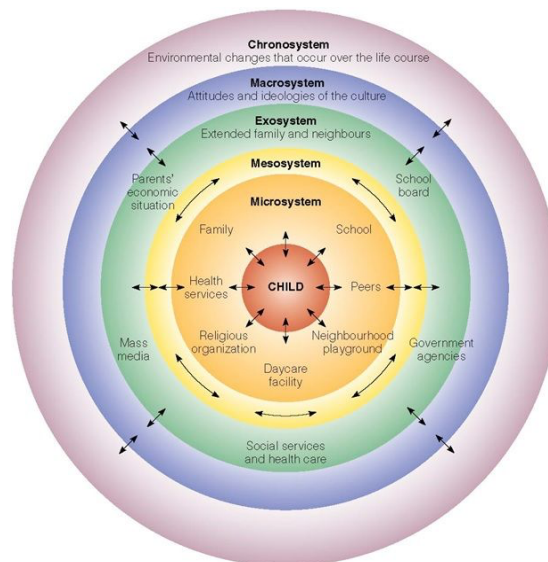 Chronosystem
Environmental changes that occur over the life course
Macrosystem
Attitudes and ideologies of the culture
Exosystem
Extended family and neighbours
Mesosystem
Parents'
economic
situation
School
board
Microsystem
Family
School
Health
services
CHILD
Peers
Religious
organization
Neighbourhood
playground
Mass
media
Government
agencies
Daycare
facility
Social services
and health care